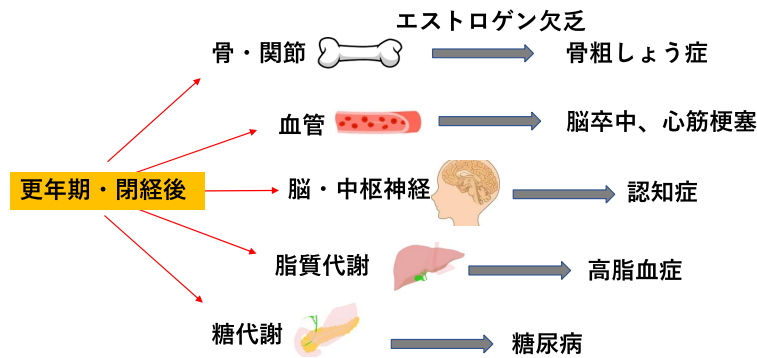 エストロゲン欠乏
骨・関節
骨粗しょう症
血管
脳卒中、心筋梗塞
更年期・閉経後
脳・中枢神経
認知症
脂質代謝
高脂血症
糖代謝
糖尿病